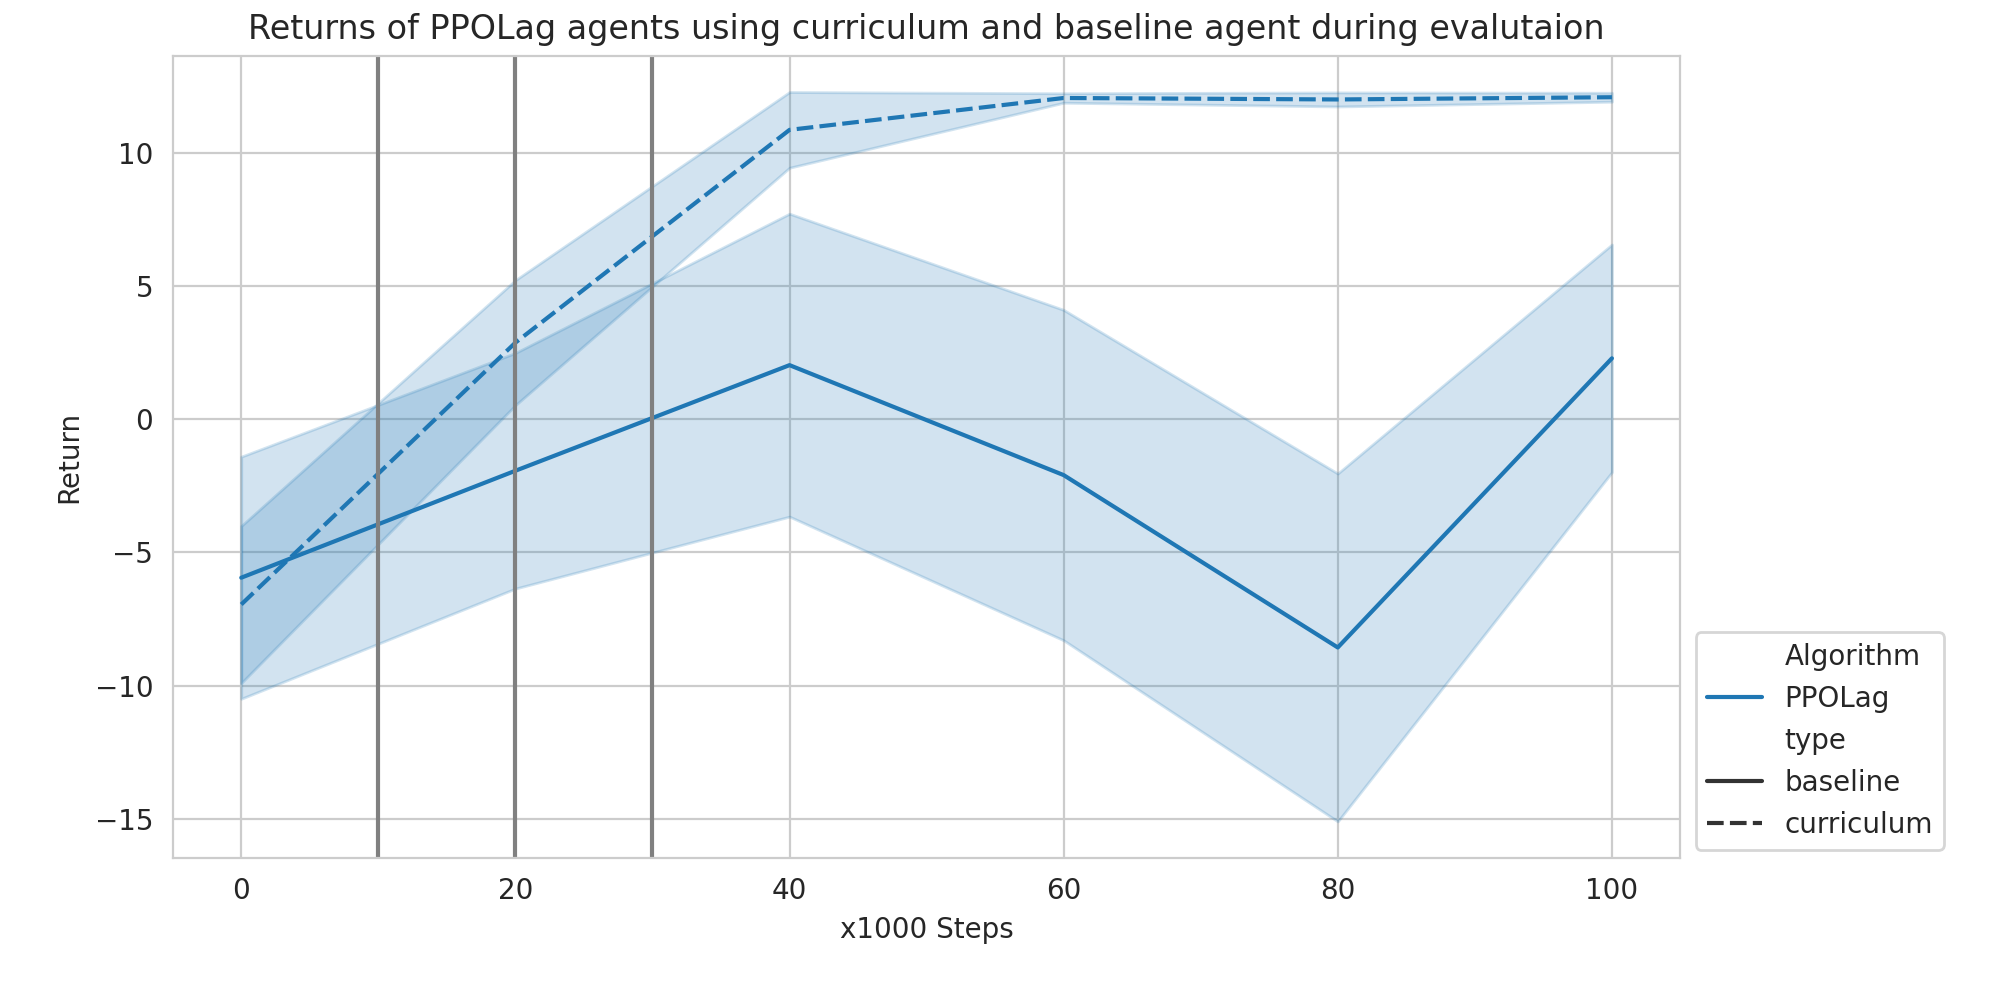 Returns of PPOLag agents using curriculum and baseline agent during evalutaion
10
5
0
−5
−10
−15
Return
0 20 40 60 80 100
x1000 Steps
Algorithm
PPOLag
type
baseline
curriculum